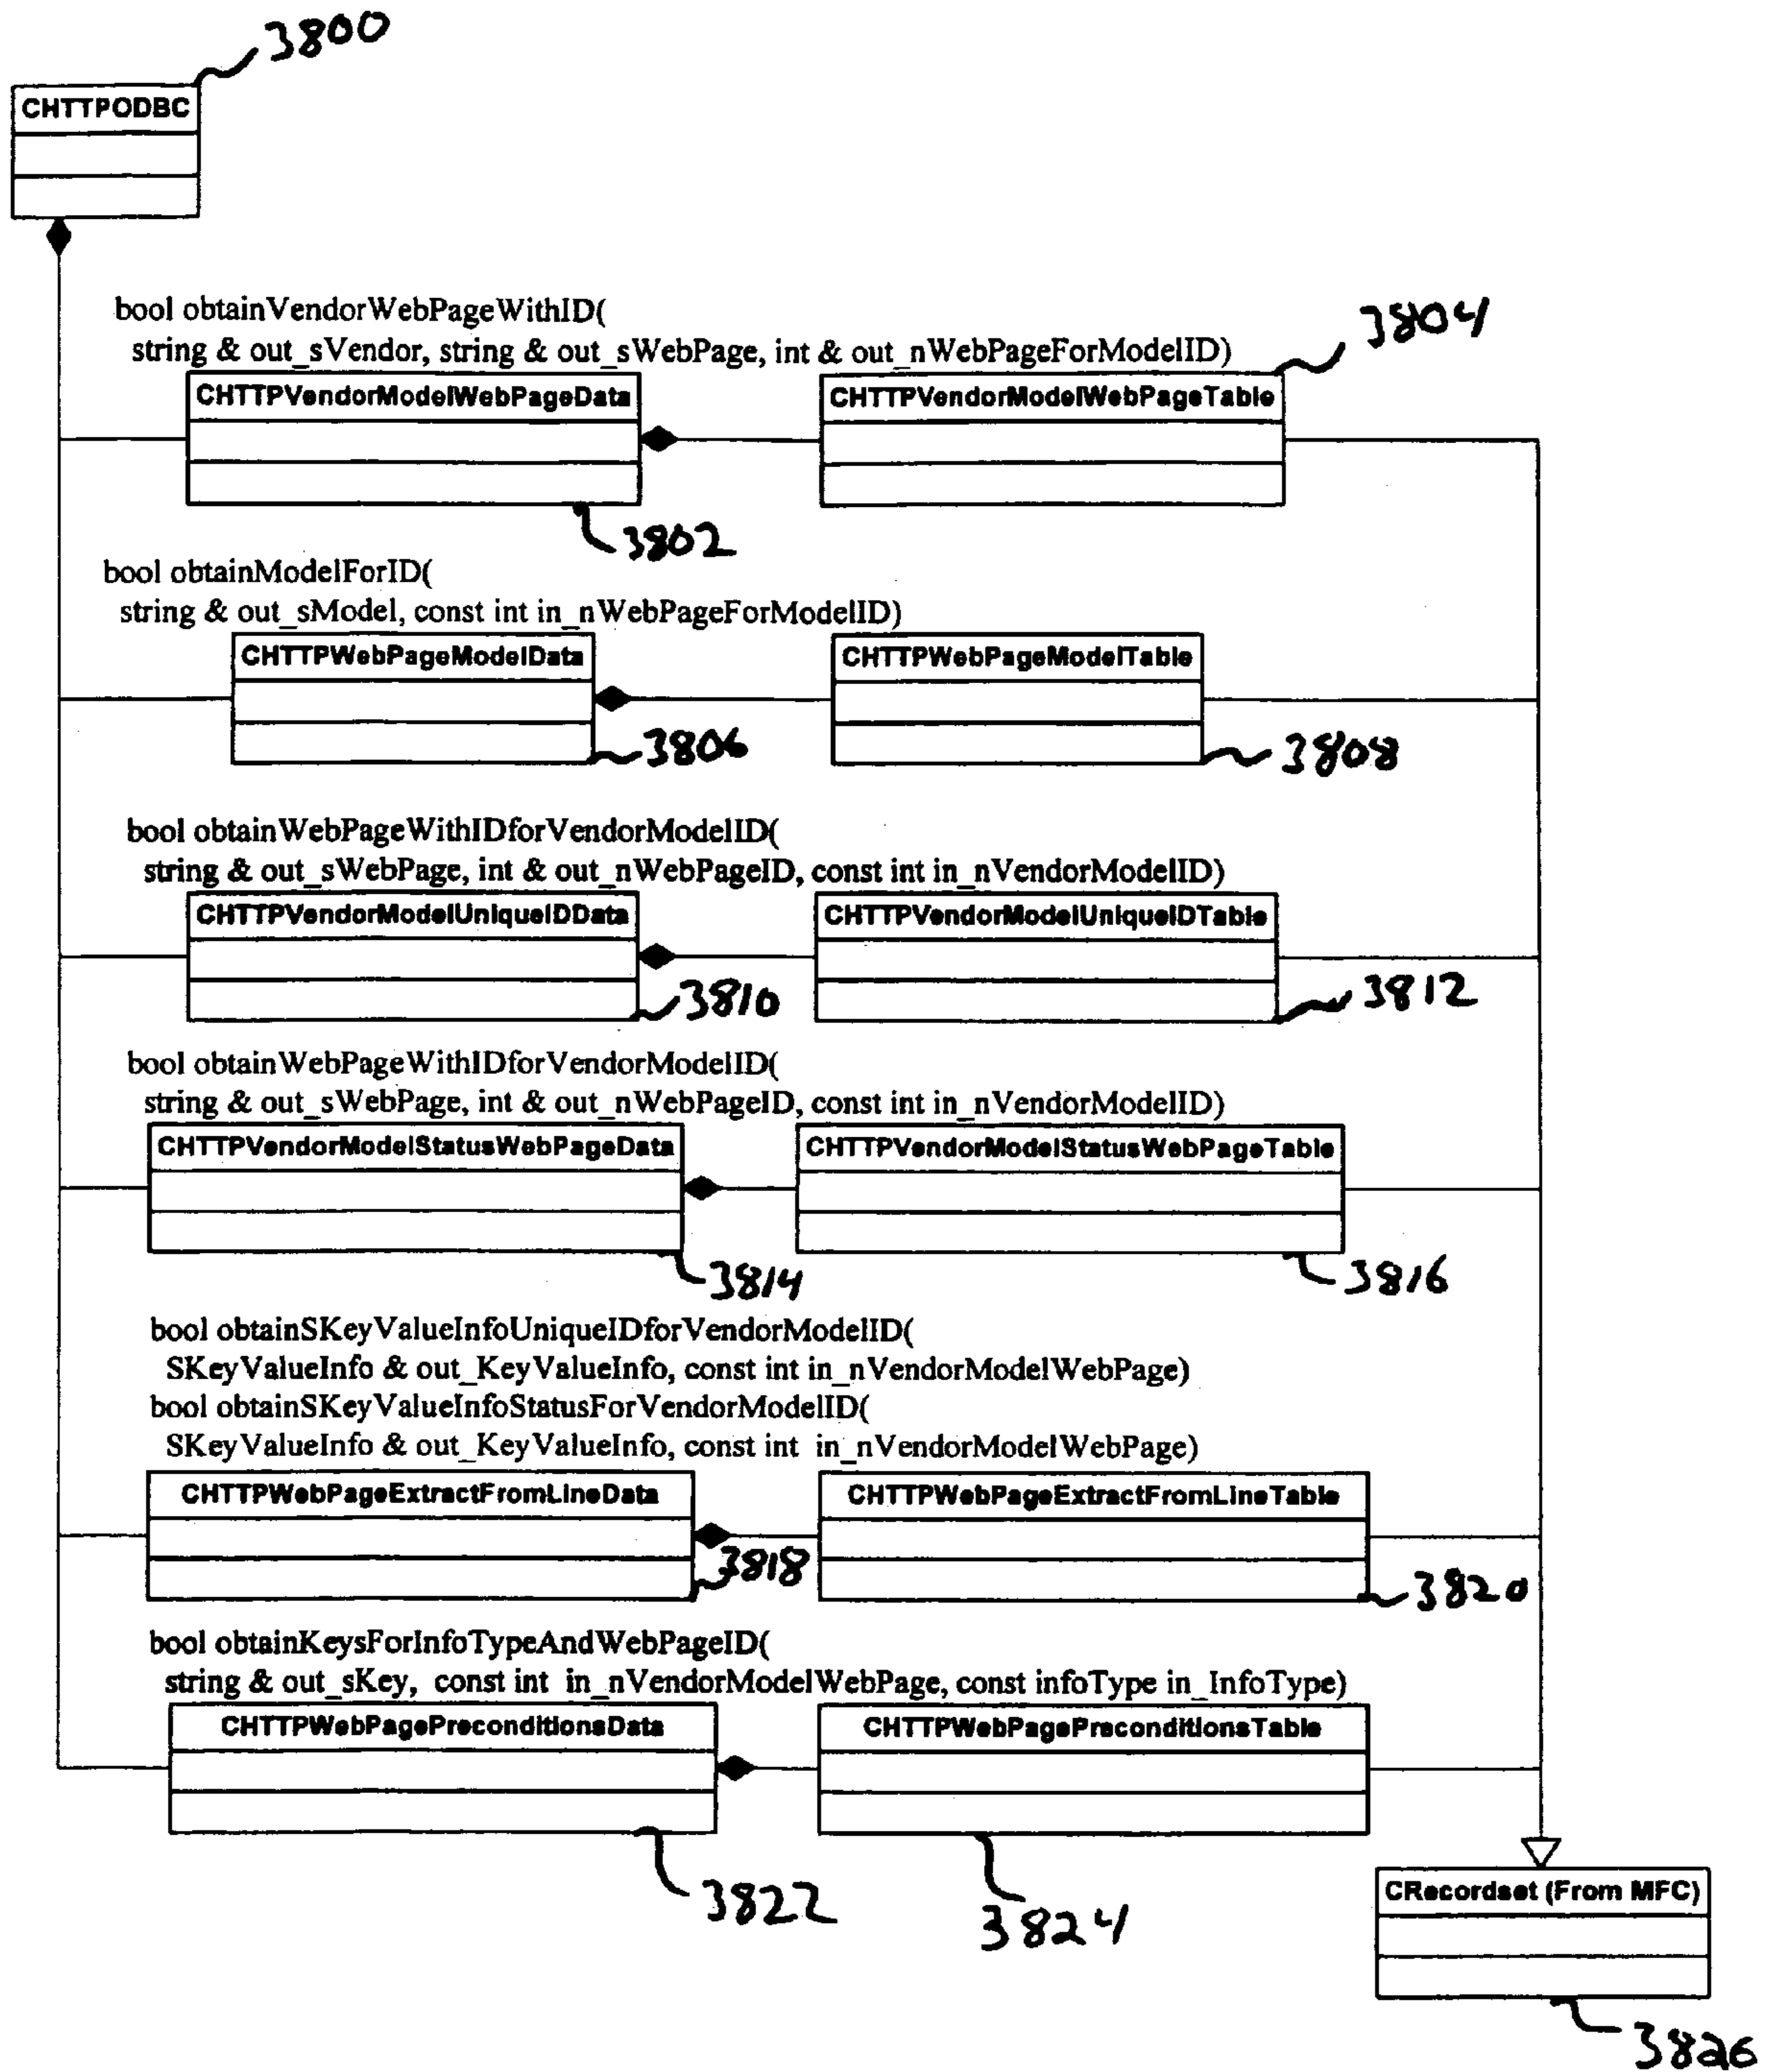 3800
CHTTPODBC
bool obtainVendorWebPageWithID(
string & out_sVendor, string & out_sWebPage, int & out_nWebPageForModelID)
3804
CHTTPVendorModelWebPageData
CHTTPVendorModelWebPageTable
3802
bool obtainModelForID(
string & out_sModel, const int in_nWebPageForModelID)
CHTTPWebPageModelData
CHTTPWebPageModelTable
3806
3808
bool obtainWebPageWithIDforVendorModelID(
string & out_sWebPage, int & out_nWebPageID, const int in_nVendorModelID)
CHTTPVendorModelUniqueIDData
CHTTPVendorModelUniqueIDTable
3810
3812
bool obtainWebPageWithIDforVendorModelID(
string & out_sWebPage, int & out_nWebPageID, const int in_nVendorModelID)
CHTTPVendorModelStatusWebPageData
CHTTPVendorModelStatusWebPageTable
3814
3816
bool obtainSKeyValueInfoUniqueIDforVendorModelID(
SKeyValueInfo & out_KeyValueInfo, const int in_nVendorModelWebPage)
bool obtainSKeyValueInfoStatusForVendorModelID(
SKeyValueInfo & out_KeyValueInfo, const int in_nVendorModelWebPage)
CHTTPWebPageExtractFromLineData
CHTTPWebPageExtractFromLineTable
3818
3820
bool obtainKeysForInfoTypeAndWebPageID(
string & out_sKey, const int in_nVendorModelWebPage, const infoType in_InfoType)
CHTTPWebPagePreconditionsData
CHTTPWebPagePreconditionsTable
3822
3824
CRecordset (From MFC)
3826